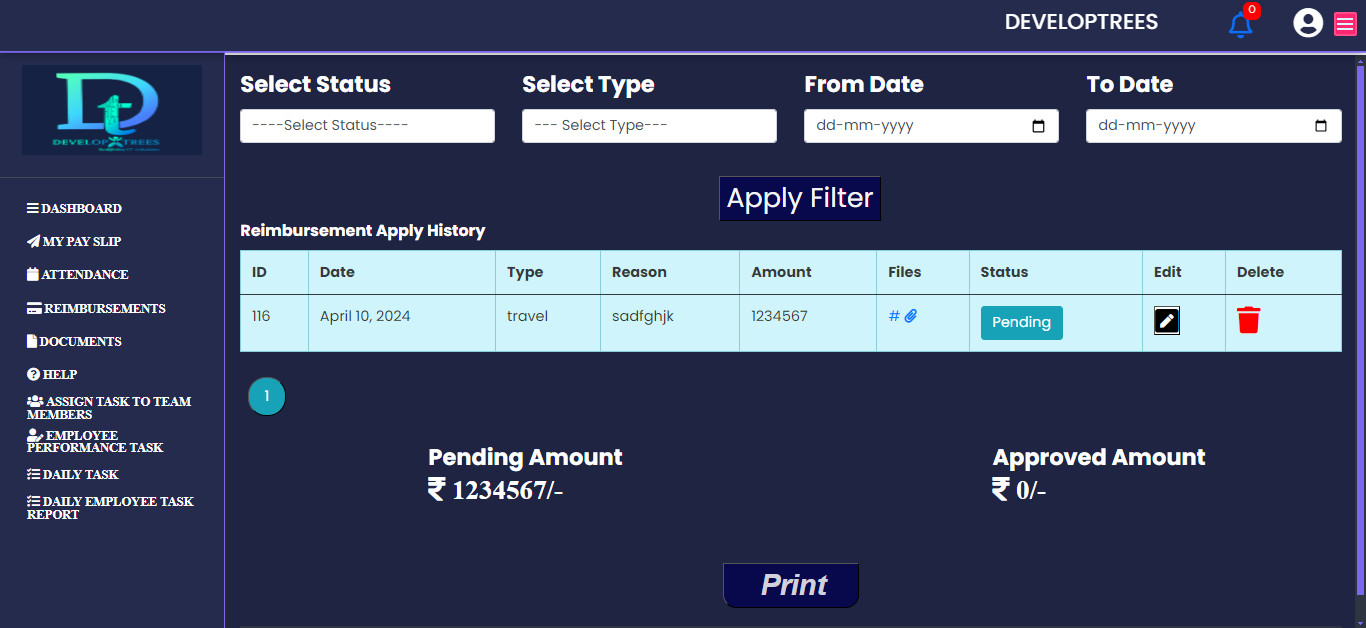 DEVELOPTREES
0
DEVELOP TREES
DASHBOARD
MY PAY SLIP
ATTENDANCE
REIMBURSEMENTS
DOCUMENTS
HELP
ASSIGN TASK TO TEAM
MEMBERS
EMPLOYEE
PERFORMANCE TASK
DAILY TASK
DAILY EMPLOYEE TASK
REPORT
Select Status Select Type From Date To Date
----Select Status---- --- Select Type--- dd-mm-yyyy dd-mm-yyyy
Apply Filter
Reimbursement Apply History
ID Date Type Reason Amount Files Status Edit Delete
116 April 10, 2024 travel sadfghjk 1234567 # Pending
1
Pending Amount Approved Amount
₹ 1234567/- ₹ 0/-
Print